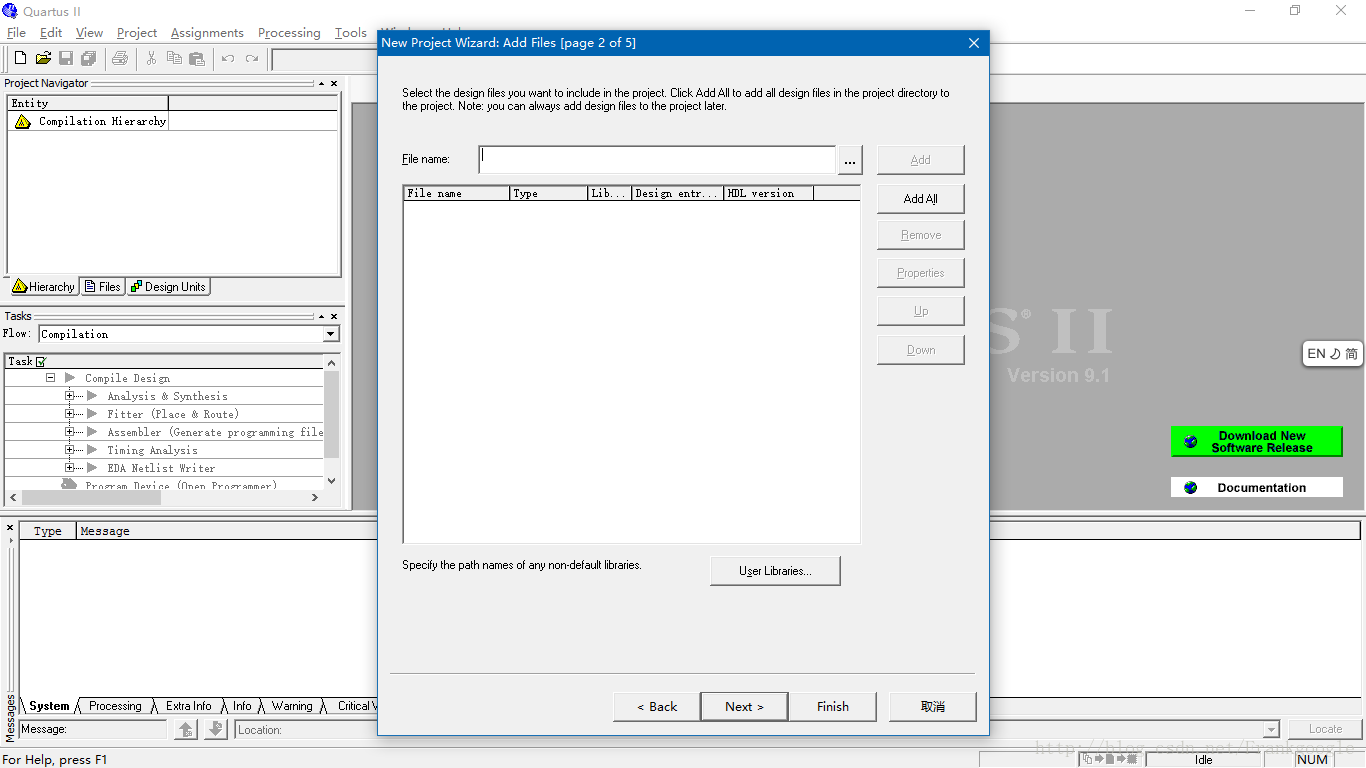 Quartus II
File Edit View Project Assignments Processing Tools
New Project Wizard: Add Files [page 2 of 5]
Project Navigator
Entity
Compilation Hierarchy
Hierarchy Files Design Units
Tasks
Flow: Compilation
Task
Compile Design
Analysis & Synthesis
Fitter (Place & Route)
Assembler (Generate programming file
Timing Analysis
EDA Netlist Writer
Program Device (Open Programmer)
Select the design files you want to include in the project. Click Add All to add all design files in the project directory to
the project. Note: you can always add design files to the project later.
File name: ... Add
File name Type Lib... Design entr... HDL version
Add All
Remove
Properties
Up
Down
Specify the path names of any non-default libraries. User Libraries...
< Back Next > Finish 取消
S® II
Version 9.1
EN 简
Download New
Software Release
Documentation
Type Message
Messages
System Processing Extra Info Info Warning Critical W
Message: Location: Locate
http://blog.csdn.net/Frankgoogle
For Help, press F1 Idle NUM